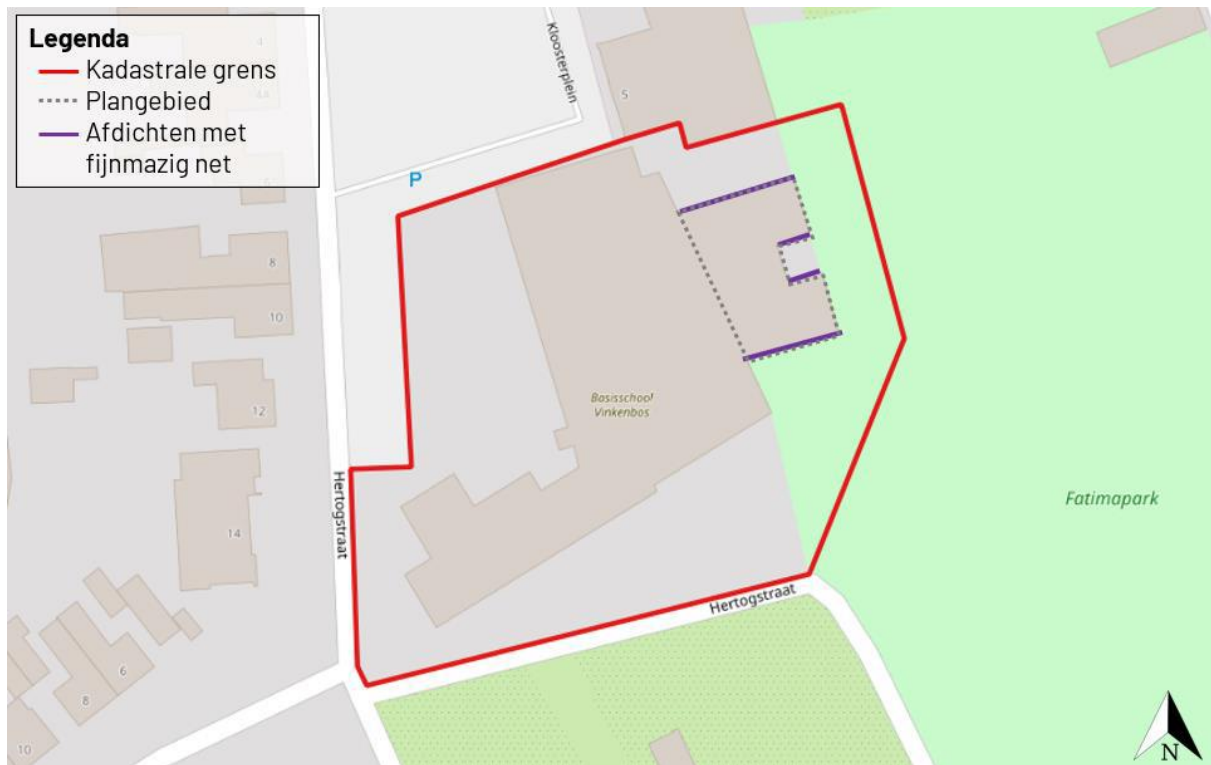 Legenda
Kadastrale grens
Plangebied
Afdichten met
fijnmazig net
Kloosterplein
5
P
8
10
12
14
Basisschool
Vinkenbos
Hertogstraat
Fatimapark
Hertogstraat
6
8
10
N